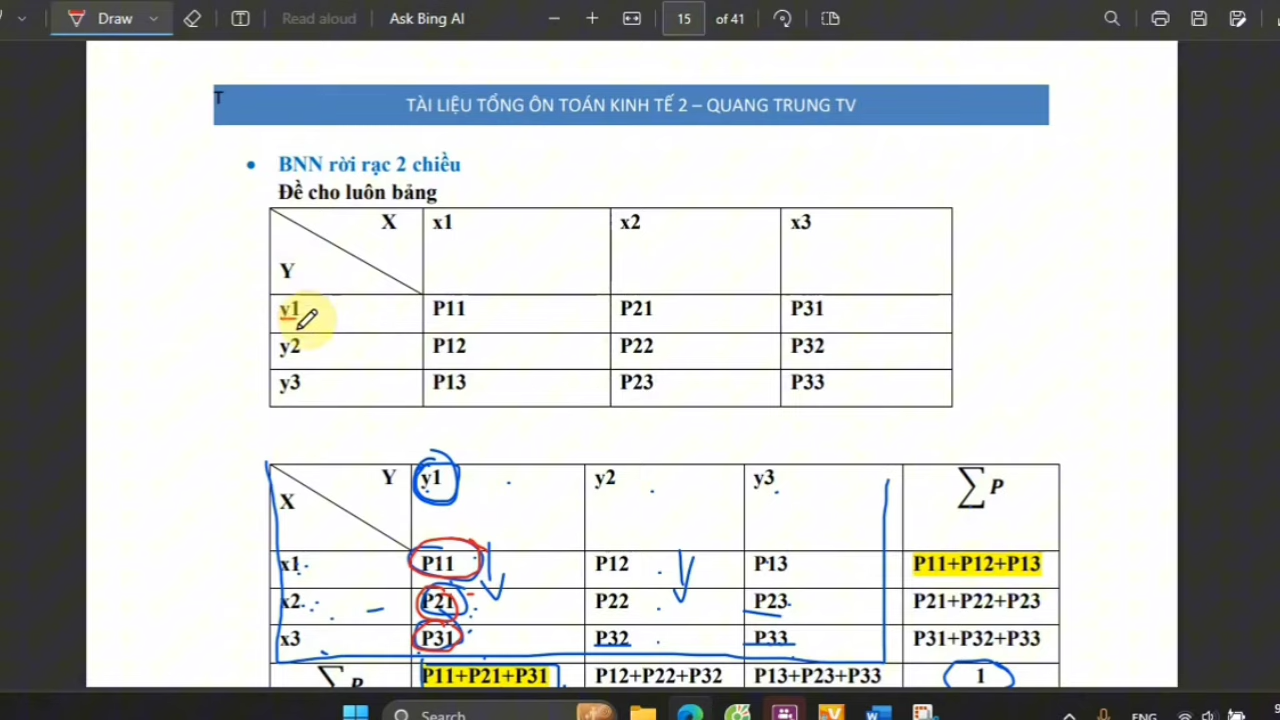 Draw
Read aloud
Ask Bing AI
15 of 41
T
TÀI LIỆU TỔNG ÔN TOÁN KINH TẾ 2 – QUANG TRUNG TV
• BNN rời rạc 2 chiều
Đề cho luôn bảng
X x1 x2 x3
Y
y1 P11 P21 P31
y2 P12 P22 P32
y3 P13 P23 P33
Y y1 y2 y3 ∑P
X
x1 P11 P12 P13 P11+P12+P13
x2 P21 P22 P23 P21+P22+P23
x3 P31 P32 P33 P31+P32+P33
∑P P11+P21+P31 P12+P22+P32 P13+P23+P33 1
Search
ENG